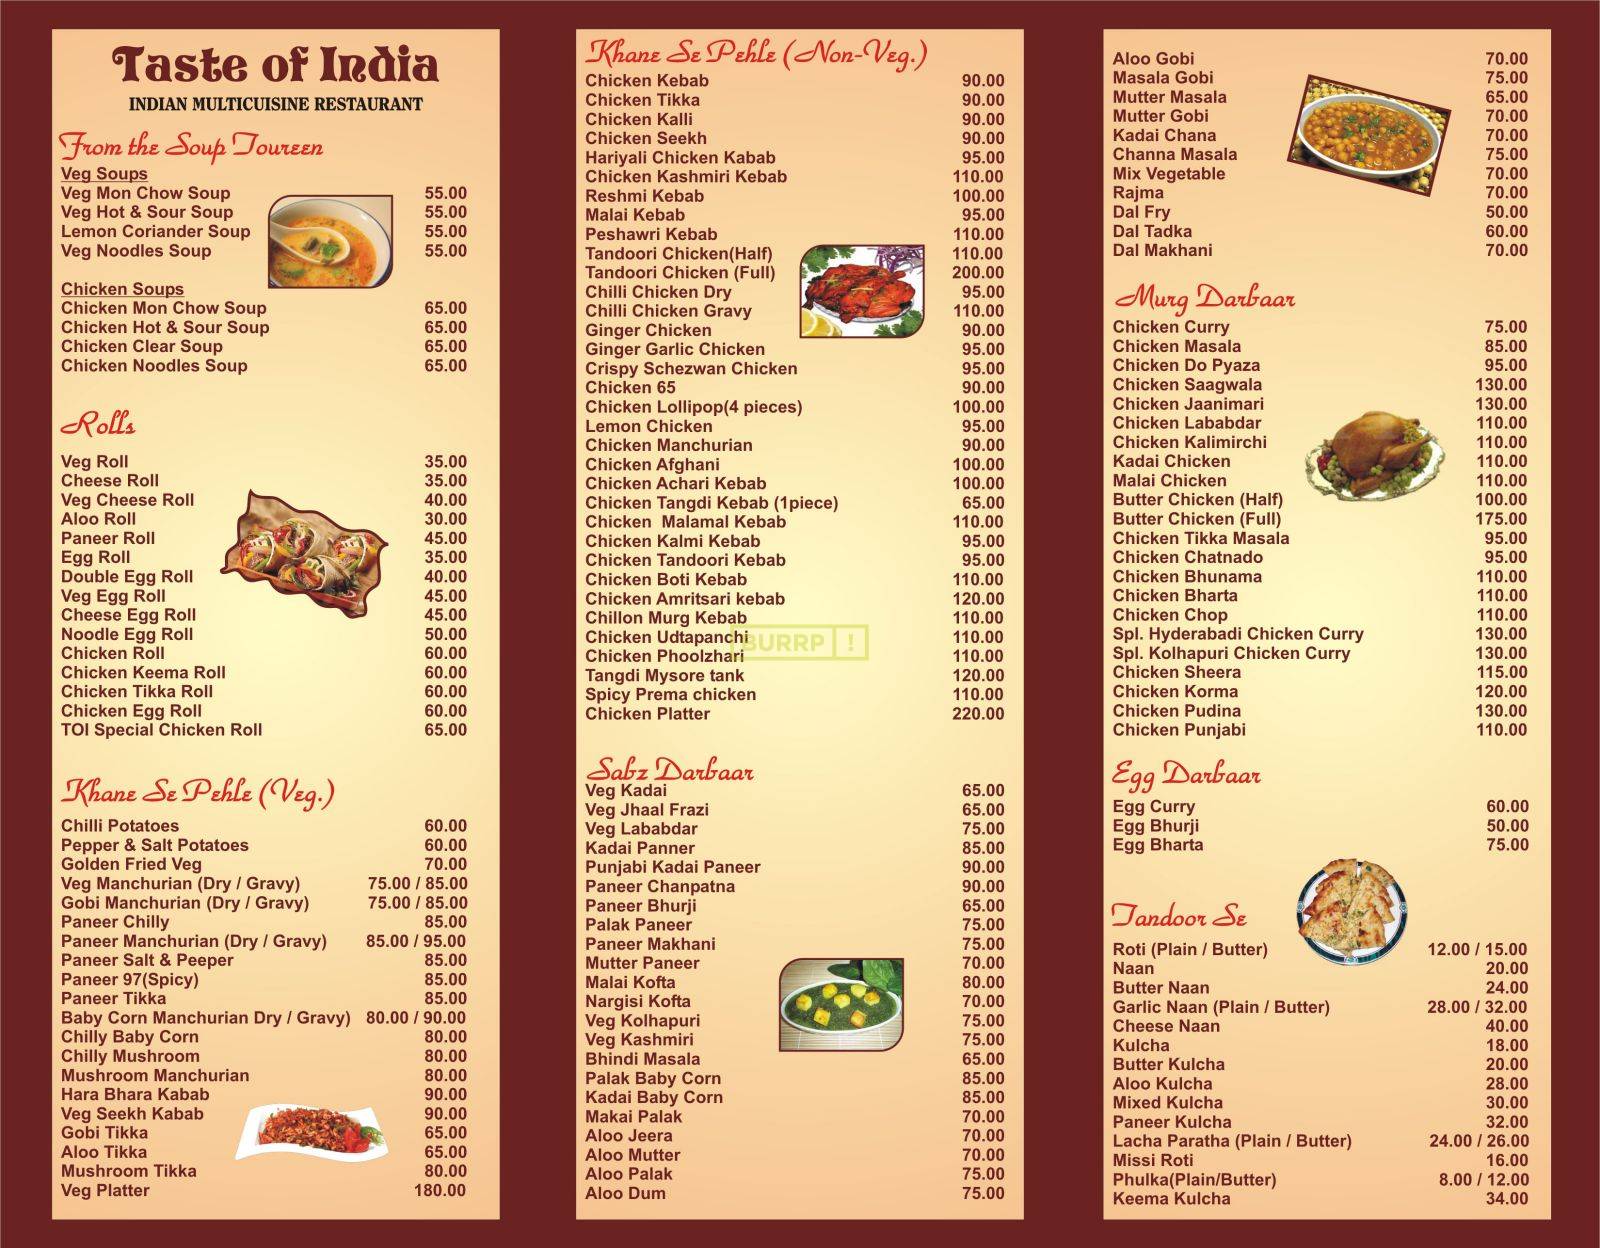 Taste of India
INDIAN MULTICUISINE RESTAURANT
From the Soup Toureen
Veg Soups
Veg Mon Chow Soup 55.00
Veg Hot & Sour Soup 55.00
Lemon Coriander Soup 55.00
Veg Noodles Soup 55.00
Chicken Soups
Chicken Mon Chow Soup 65.00
Chicken Hot & Sour Soup 65.00
Chicken Clear Soup 65.00
Chicken Noodles Soup 65.00
Rolls
Veg Roll 35.00
Cheese Roll 35.00
Veg Cheese Roll 40.00
Aloo Roll 30.00
Paneer Roll 45.00
Egg Roll 35.00
Double Egg Roll 40.00
Veg Egg Roll 45.00
Cheese Egg Roll 45.00
Noodle Egg Roll 50.00
Chicken Roll 60.00
Chicken Keema Roll 60.00
Chicken Tikka Roll 60.00
Chicken Egg Roll 60.00
TOI Special Chicken Roll 65.00
Khane Se Pehle (Veg.)
Chilli Potatoes 60.00
Pepper & Salt Potatoes 60.00
Golden Fried Veg 70.00
Veg Manchurian (Dry / Gravy) 75.00 / 85.00
Gobi Manchurian (Dry / Gravy) 75.00 / 85.00
Paneer Chilly 85.00
Paneer Manchurian (Dry / Gravy) 85.00 / 95.00
Paneer Salt & Peeper 85.00
Paneer 97(Spicy) 85.00
Paneer Tikka 85.00
Baby Corn Manchurian Dry / Gravy) 80.00 / 90.00
Chilly Baby Corn 80.00
Chilly Mushroom 80.00
Mushroom Manchurian 80.00
Hara Bhara Kabab 90.00
Veg Seekh Kabab 90.00
Gobi Tikka 65.00
Aloo Tikka 65.00
Mushroom Tikka 80.00
Veg Platter 180.00
Khane Se Pehle (Non-Veg.)
Chicken Kebab 90.00
Chicken Tikka 90.00
Chicken Kalli 90.00
Chicken Seekh 90.00
Hariyali Chicken Kabab 95.00
Chicken Kashmiri Kebab 110.00
Reshmi Kebab 100.00
Malai Kebab 95.00
Peshawri Kebab 110.00
Tandoori Chicken(Half) 110.00
Tandoori Chicken (Full) 200.00
Chilli Chicken Dry 95.00
Chilli Chicken Gravy 110.00
Ginger Chicken 90.00
Ginger Garlic Chicken 95.00
Crispy Schezwan Chicken 95.00
Chicken 65 90.00
Chicken Lollipop(4 pieces) 100.00
Lemon Chicken 95.00
Chicken Manchurian 90.00
Chicken Afghani 100.00
Chicken Achari Kebab 100.00
Chicken Tangdi Kebab (1piece) 65.00
Chicken Malamal Kebab 110.00
Chicken Kalmi Kebab 95.00
Chicken Tandoori Kebab 95.00
Chicken Boti Kebab 110.00
Chicken Amritsari kebab 120.00
Chillon Murg Kebab 110.00
Chicken Udtapanchi 110.00
BURRP !
Chicken Phoolzhari 110.00
Tangdi Mysore tank 120.00
Spicy Prema chicken 110.00
Chicken Platter 220.00
Sabz Darbaar
Veg Kadai 65.00
Veg Jhaal Frazi 65.00
Veg Lababdar 75.00
Kadai Panner 85.00
Punjabi Kadai Paneer 90.00
Paneer Chanpatna 90.00
Paneer Bhurji 65.00
Palak Paneer 75.00
Paneer Makhani 75.00
Mutter Paneer 70.00
Malai Kofta 80.00
Nargisi Kofta 70.00
Veg Kolhapuri 75.00
Veg Kashmiri 75.00
Bhindi Masala 65.00
Palak Baby Corn 85.00
Kadai Baby Corn 85.00
Makai Palak 70.00
Aloo Jeera 70.00
Aloo Mutter 70.00
Aloo Palak 75.00
Aloo Dum 75.00
Aloo Gobi 70.00
Masala Gobi 75.00
Mutter Masala 65.00
Mutter Gobi 70.00
Kadai Chana 70.00
Channa Masala 75.00
Mix Vegetable 70.00
Rajma 70.00
Dal Fry 50.00
Dal Tadka 60.00
Dal Makhani 70.00
Murg Darbaar
Chicken Curry 75.00
Chicken Masala 85.00
Chicken Do Pyaza 95.00
Chicken Saagwala 130.00
Chicken Jaanimari 130.00
Chicken Lababdar 110.00
Chicken Kalimirchi 110.00
Kadai Chicken 110.00
Malai Chicken 110.00
Butter Chicken (Half) 100.00
Butter Chicken (Full) 175.00
Chicken Tikka Masala 95.00
Chicken Chatnado 95.00
Chicken Bhunama 110.00
Chicken Bharta 110.00
Chicken Chop 110.00
Spl. Hyderabadi Chicken Curry 130.00
Spl. Kolhapuri Chicken Curry 130.00
Chicken Sheera 115.00
Chicken Korma 120.00
Chicken Pudina 130.00
Chicken Punjabi 110.00
Egg Darbaar
Egg Curry 60.00
Egg Bhurji 50.00
Egg Bharta 75.00
Tandoor Se
Roti (Plain / Butter) 12.00 / 15.00
Naan 20.00
Butter Naan 24.00
Garlic Naan (Plain / Butter) 28.00 / 32.00
Cheese Naan 40.00
Kulcha 18.00
Butter Kulcha 20.00
Aloo Kulcha 28.00
Mixed Kulcha 30.00
Paneer Kulcha 32.00
Lacha Paratha (Plain / Butter) 24.00 / 26.00
Missi Roti 16.00
Phulka(Plain/Butter) 8.00 / 12.00
Keema Kulcha 34.00